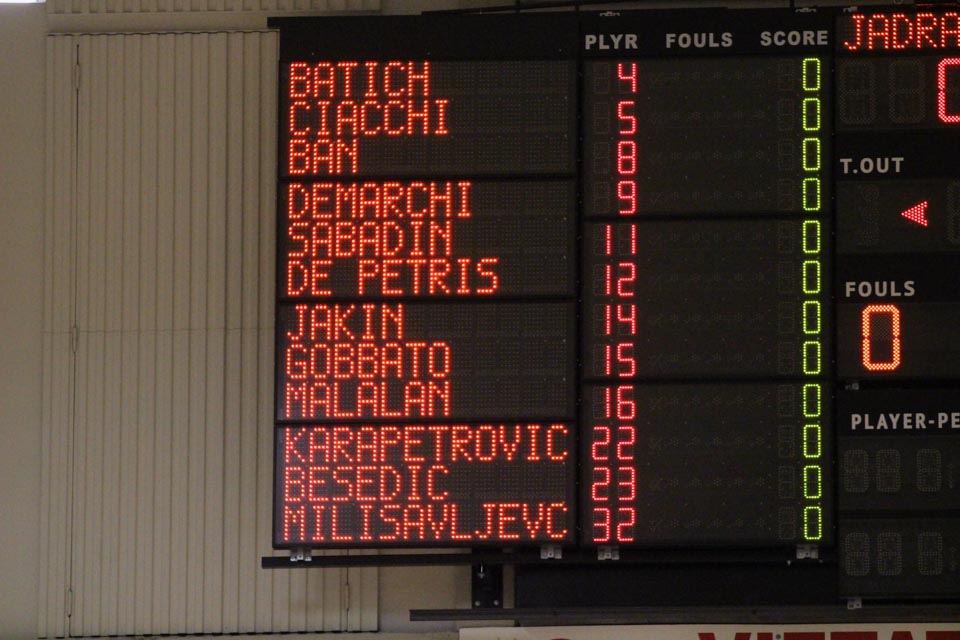 PLYR FOULS SCORE JADRA
BATICH 4 0
CIACCHI 5 0
BAN 8 0
DEMARCHI 9 0
SABADIN 11 0
DE PETRIS 12 0
JAKIN 14 0
GOBBATO 15 0
MALALAN 16 0
KARAPETROVIC 22 0
BESEDIC 23 0
MILISAVLJEVC 32 0
T.OUT
FOULS
0
PLAYER-PE